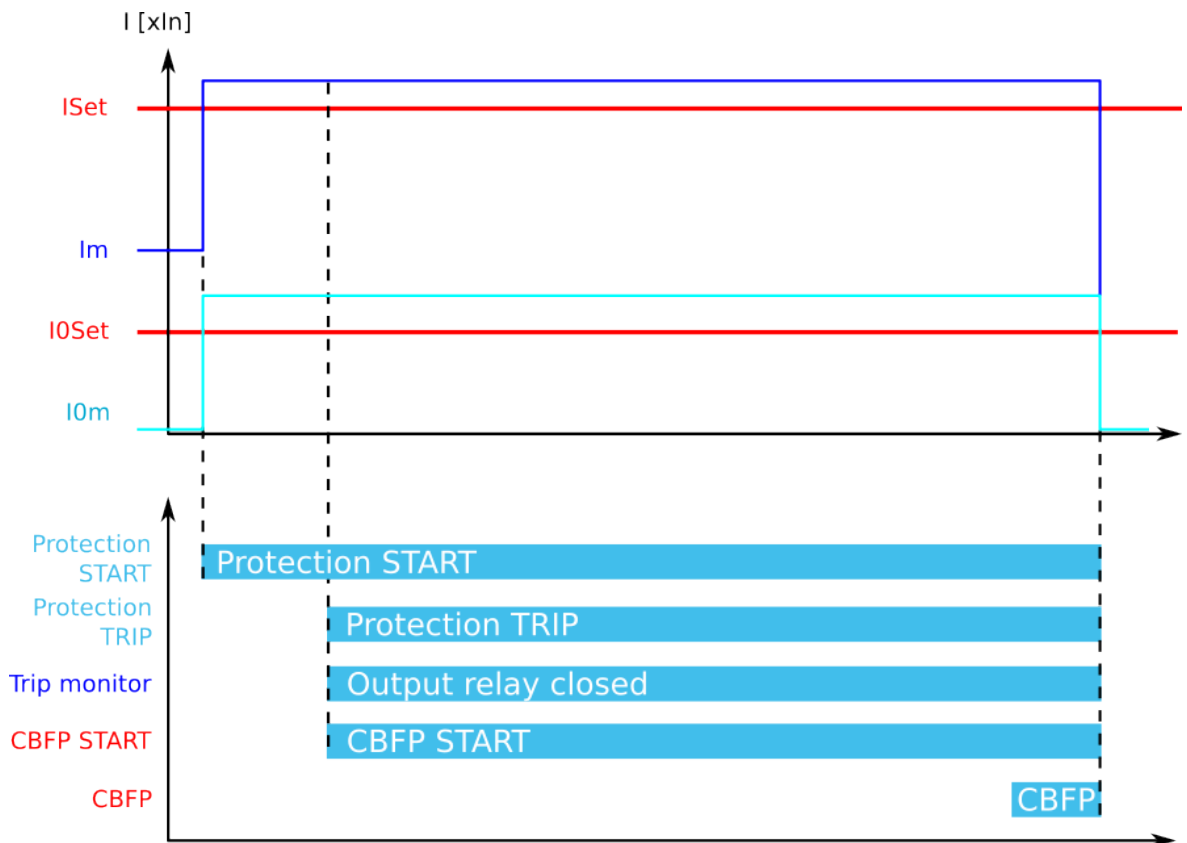 I [xIn]
ISet
Im
I0Set
I0m
Protection
START
Protection START
Protection
TRIP
Protection TRIP
Trip monitor
Output relay closed
CBFP START
CBFP START
CBFP
CBFP